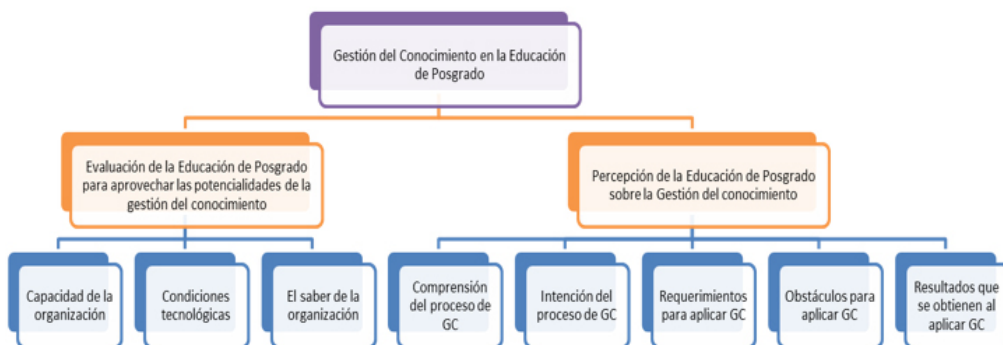 Gestión del Conocimiento en la Educación
de Posgrado
Evaluación de la Educación de Posgrado
para aprovechar las potencialidades de la
gestión del conocimiento
Percepción de la Educación de Posgrado
sobre la Gestión del conocimiento
Capacidad de la
organización
Condiciones
tecnológicas
El saber de la
organización
Comprensión
del proceso de
GC
Intención del
proceso de GC
Requerimientos
para aplicar GC
Obstáculos para
aplicar GC
Resultados que
se obtienen al
aplicar GC